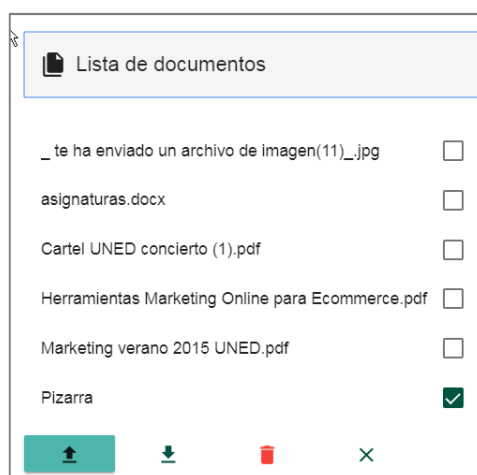 Lista de documentos
_ te ha enviado un archivo de imagen(11)_.jpg
asignaturas.docx
Cartel UNED concierto (1).pdf
Herramientas Marketing Online para Ecommerce.pdf
Marketing verano 2015 UNED.pdf
Pizarra